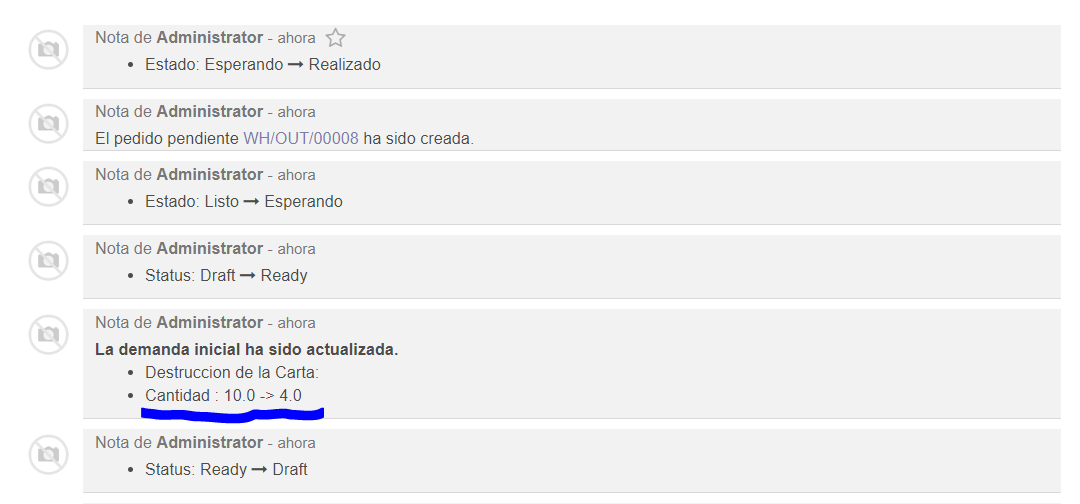 Nota de Administrator - ahora
Estado: Esperando → Realizado
Nota de Administrator - ahora
El pedido pendiente WH/OUT/00008 ha sido creada.
Nota de Administrator - ahora
Estado: Listo → Esperando
Nota de Administrator - ahora
Status: Draft → Ready
Nota de Administrator - ahora
La demanda inicial ha sido actualizada.
Destruccion de la Carta:
Cantidad : 10.0 -> 4.0
Nota de Administrator - ahora
Status: Ready → Draft